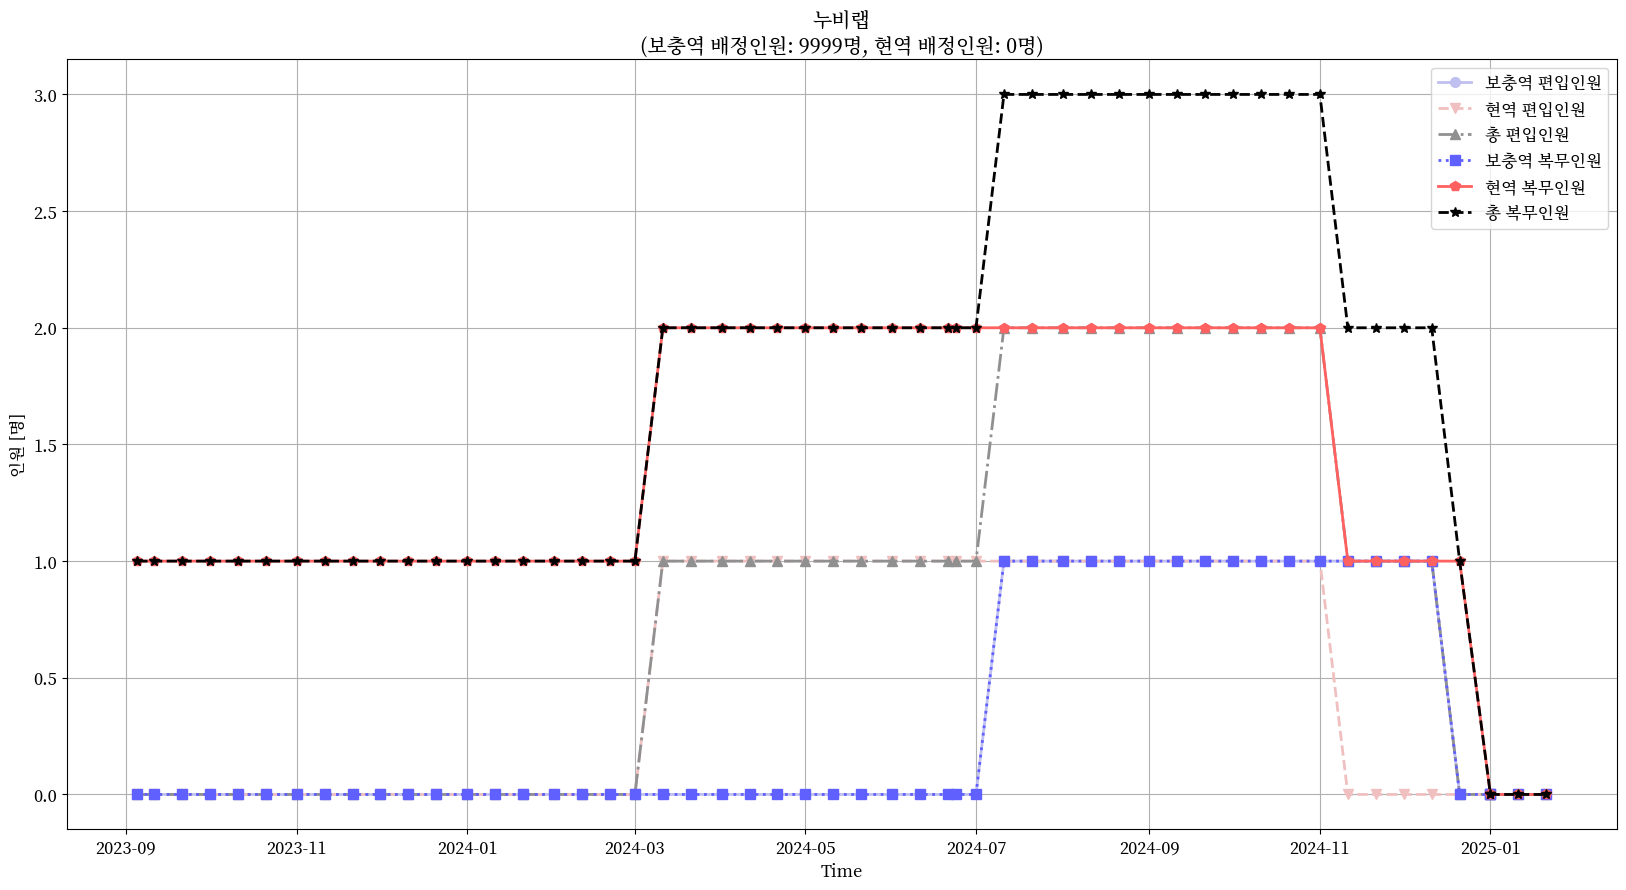 누비랩
(보충역 배정인원: 9999명, 현역 배정인원: 0명)
보충역 편입인원
현역 편입인원
총 편입인원
보충역 복무인원
현역 복무인원
총 복무인원
3.0
2.5
2.0
1.5
1.0
0.5
0.0
인원 [명]
2023-09
2023-11
2024-01
2024-03
2024-05
2024-07
2024-09
2024-11
2025-01
Time